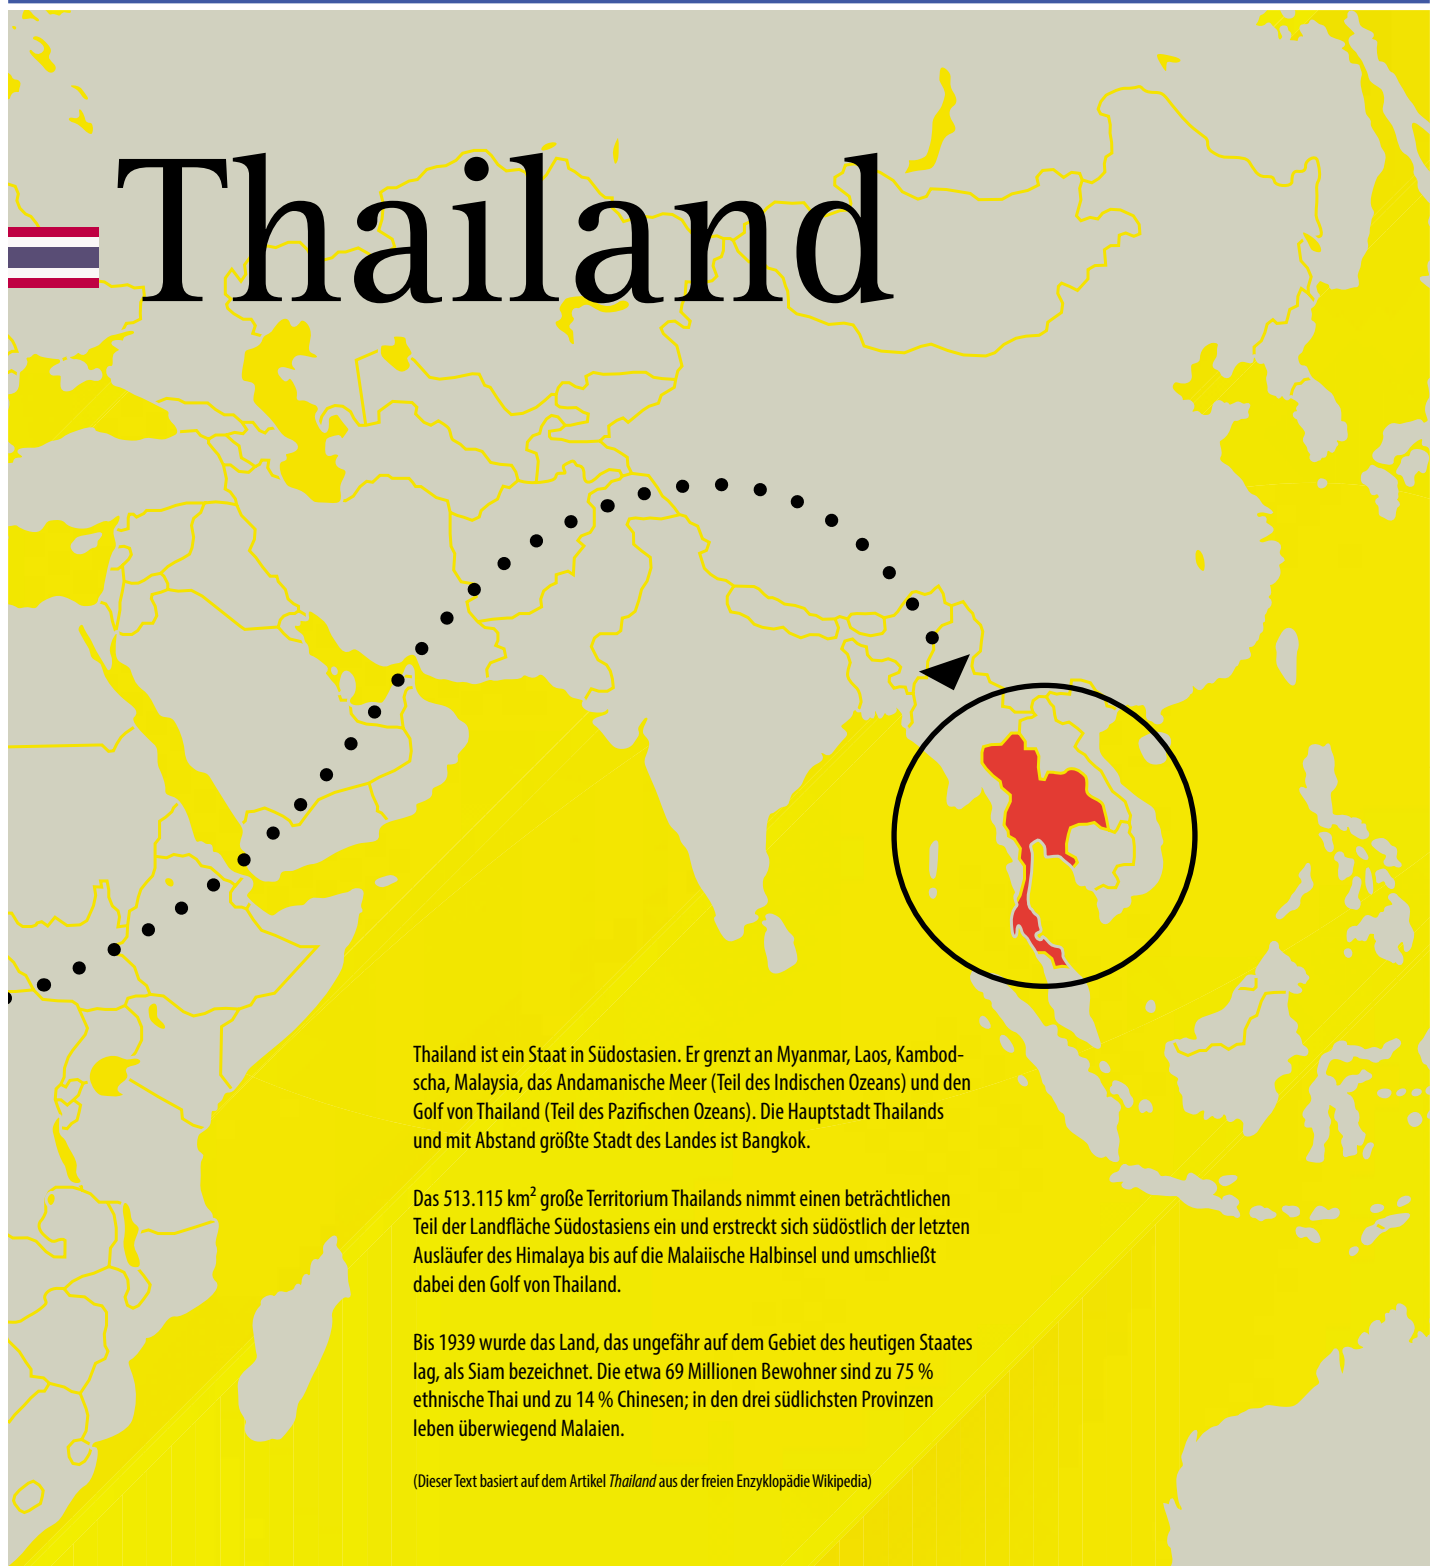 Thailand
Thailand ist ein Staat in Südostasien. Er grenzt an Myanmar, Laos, Kambod-
scha, Malaysia, das Andamanische Meer (Teil des Indischen Ozeans) und den
Golf von Thailand (Teil des Pazifischen Ozeans). Die Hauptstadt Thailands
und mit Abstand größte Stadt des Landes ist Bangkok.
Das 513.115 km² große Territorium Thailands nimmt einen beträchtlichen
Teil der Landfläche Südostasiens ein und erstreckt sich südöstlich der letzten
Ausläufer des Himalaya bis auf die Malaiische Halbinsel und umschließt
dabei den Golf von Thailand.
Bis 1939 wurde das Land, das ungefähr auf dem Gebiet des heutigen Staates
lag, als Siam bezeichnet. Die etwa 69 Millionen Bewohner sind zu 75 %
ethnische Thai und zu 14 % Chinesen; in den drei südlichsten Provinzen
leben überwiegend Malaien.
(Dieser Text basiert auf dem Artikel Thailand aus der freien Enzyklopädie Wikipedia)